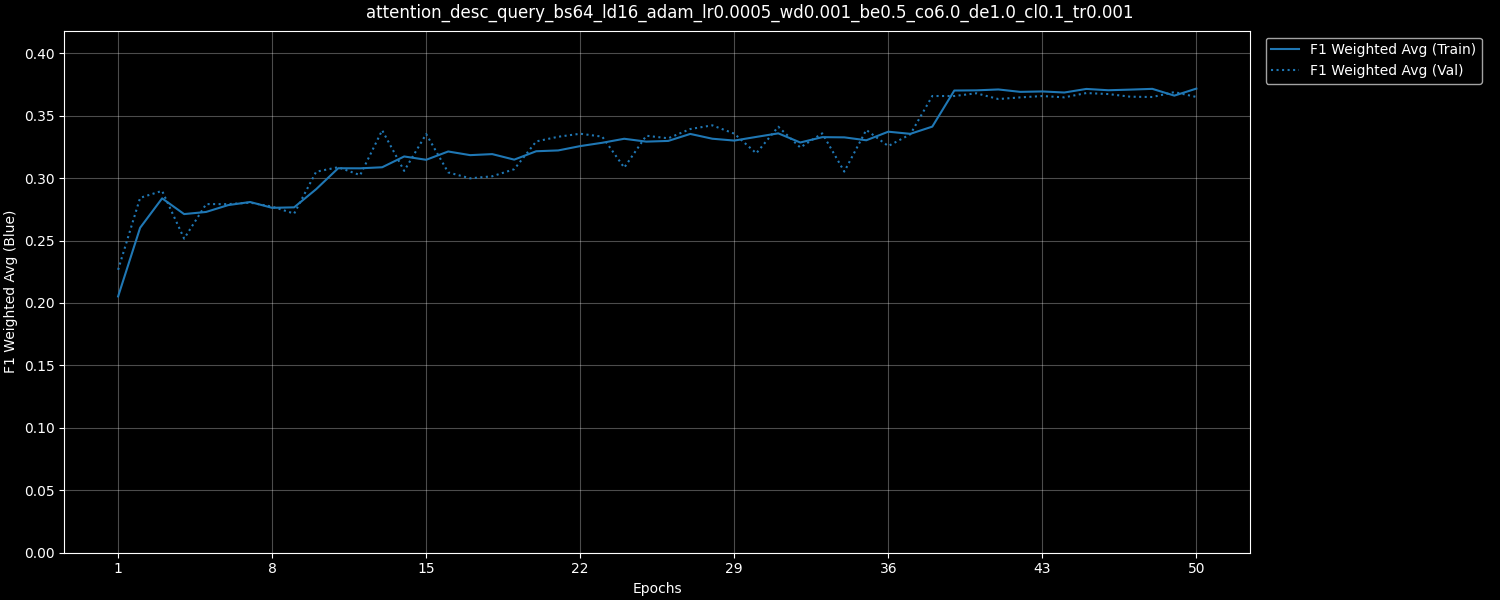 attention_desc_query_bs64_ld16_adam_lr0.0005_wd0.001_be0.5_co6.0_de1.0_cl0.1_tr0.001
F1 Weighted Avg (Train)
F1 Weighted Avg (Val)
F1 Weighted Avg (Blue)
0.40
0.35
0.30
0.25
0.20
0.15
0.10
0.05
0.00
1 8 15 22 29 36 43 50
Epochs